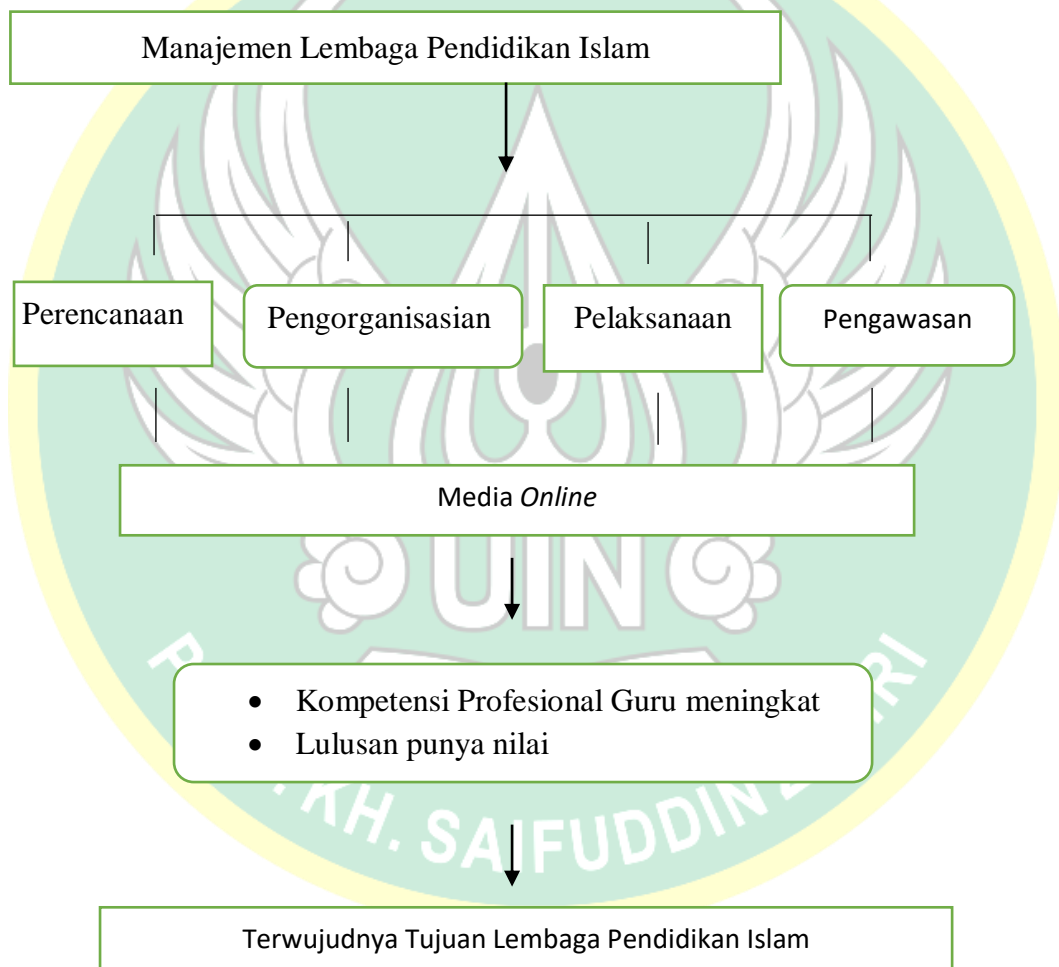 Manajemen Lembaga Pendidikan Islam
Perencanaan
Pengorganisasian
Pelaksanaan
Pengawasan
Media Online
UIN
• Kompetensi Profesional Guru meningkat
• Lulusan punya nilai
KH. SAIFUDDIN
Terwujudnya Tujuan Lembaga Pendidikan Islam